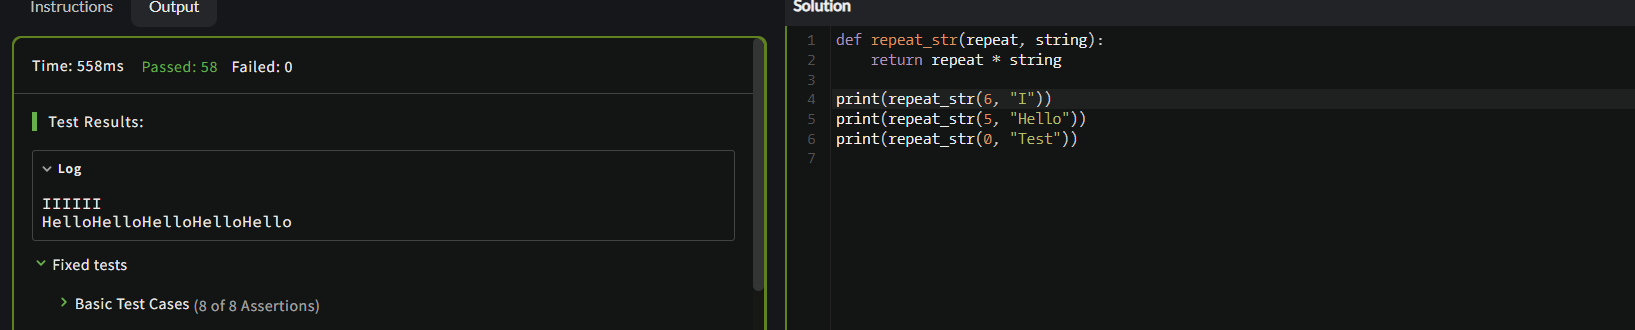 Instructions
Output
Time: 558ms Passed: 58 Failed: 0
Test Results:
Log
IIIIII
HelloHelloHelloHelloHello
Fixed tests
Basic Test Cases (8 of 8 Assertions)
Solution
1 def repeat_str(repeat, string):
2     return repeat * string
3
4 print(repeat_str(6, "I"))
5 print(repeat_str(5, "Hello"))
6 print(repeat_str(0, "Test"))
7